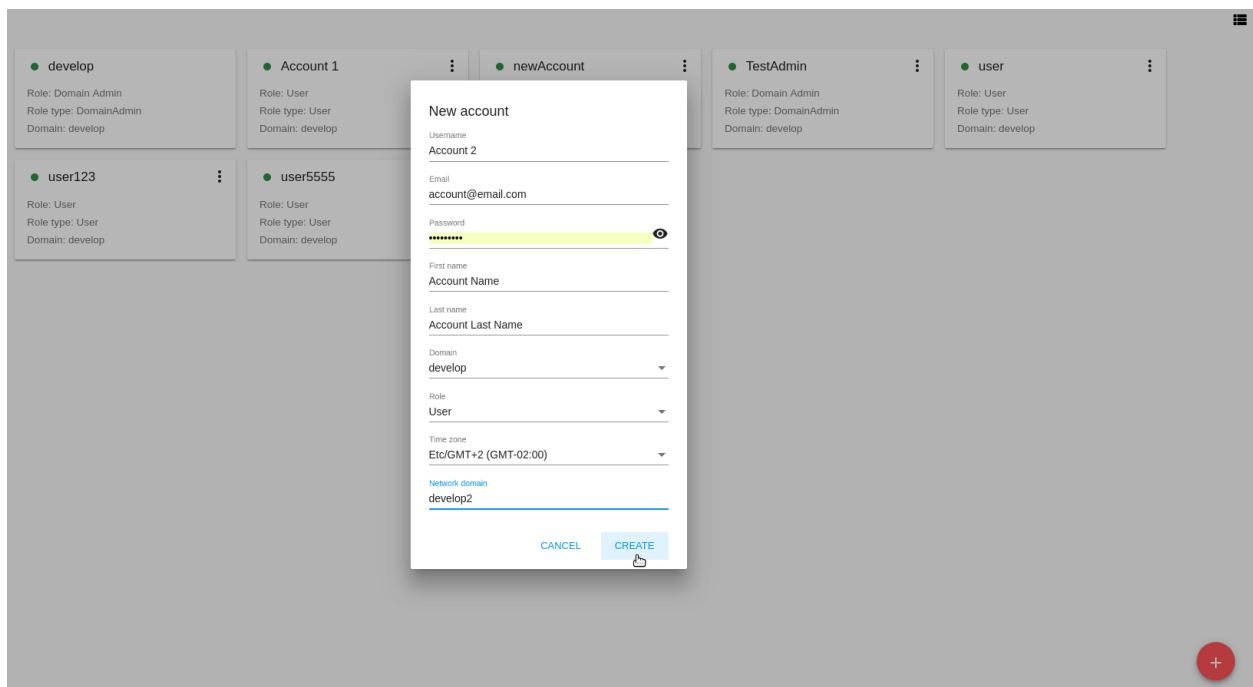 develop
Role: Domain Admin
Role type: DomainAdmin
Domain: develop
Account 1
Role: User
Role type: User
Domain: develop
newAccount
TestAdmin
Role: Domain Admin
Role type: DomainAdmin
Domain: develop
user
Role: User
Role type: User
Domain: develop
user123
Role: User
Role type: User
Domain: develop
user5555
Role: User
Role type: User
Domain: develop
New account
Username
Account 2
Email
account@email.com
Password
•••••••••
First name
Account Name
Last name
Account Last Name
Domain
develop
Role
User
Time zone
Etc/GMT+2 (GMT-02:00)
Network domain
develop2
CANCEL CREATE
+